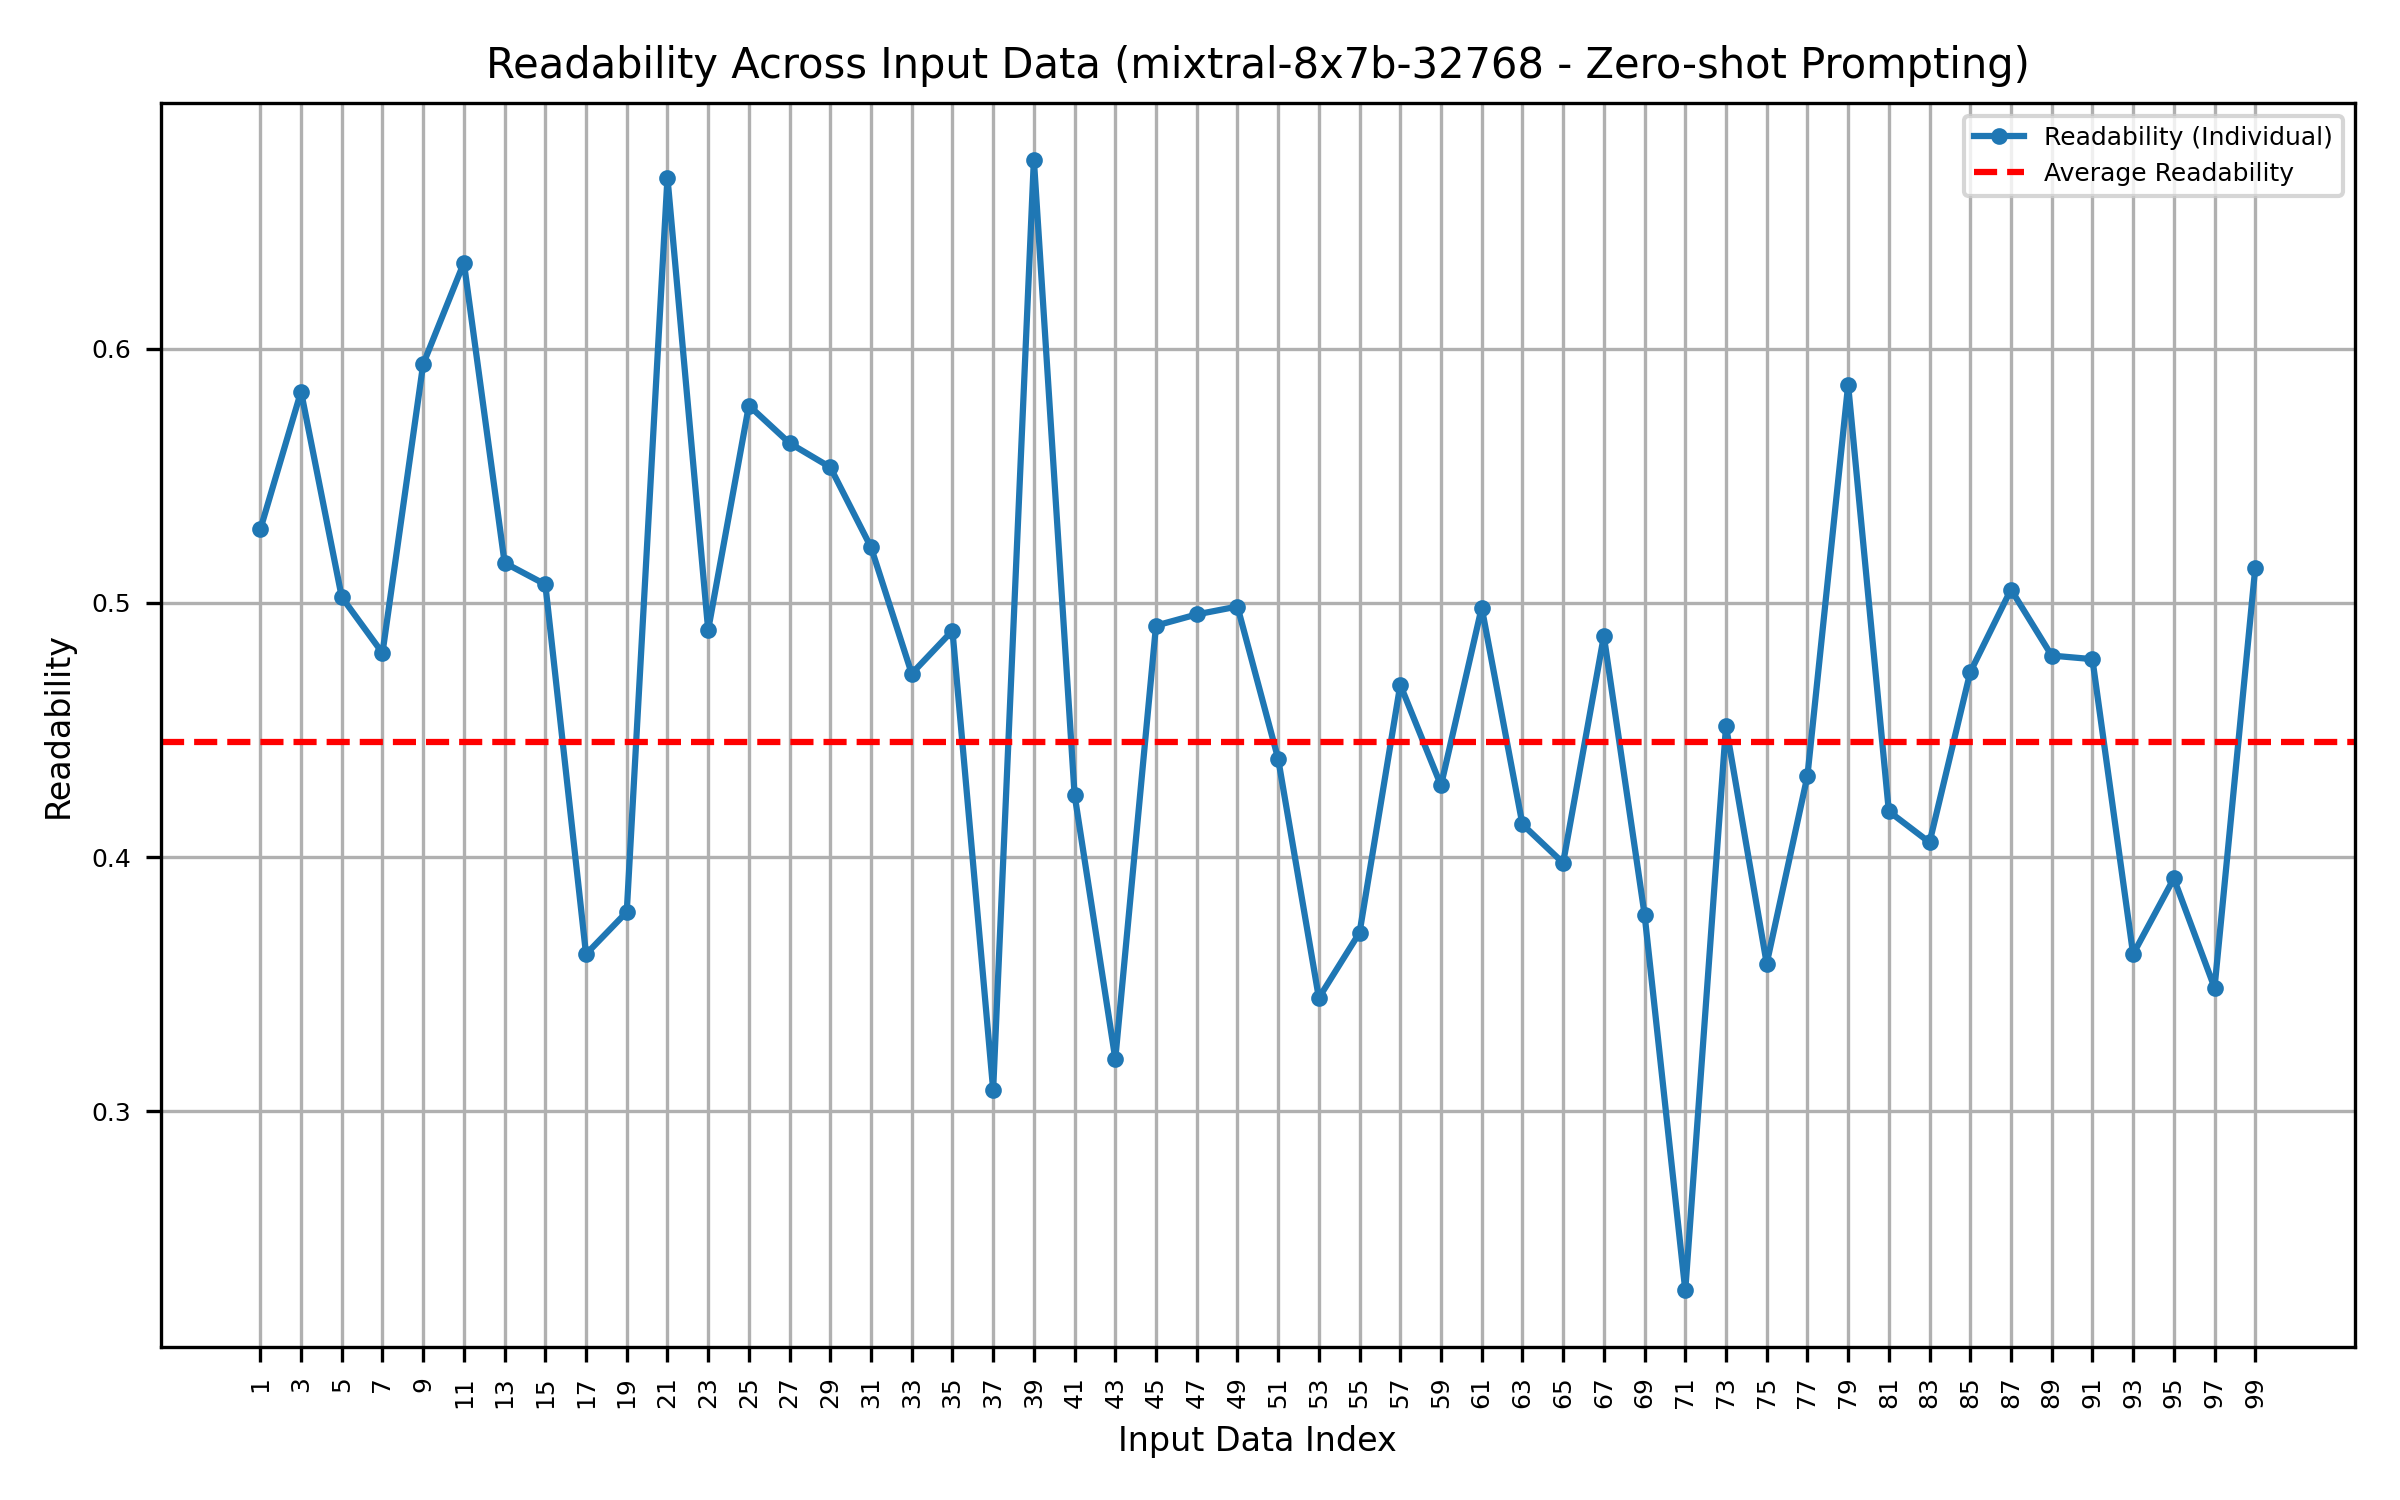 Readability Across Input Data (mixtral-8x7b-32768 - Zero-shot Prompting)
Readability (Individual)
Average Readability
Readability
0.6
0.5
0.4
0.3
1 3 5 7 9 11 13 15 17 19 21 23 25 27 29 31 33 35 37 39 41 43 45 47 49 51 53 55 57 59 61 63 65 67 69 71 73 75 77 79 81 83 85 87 89 91 93 95 97 99
Input Data Index